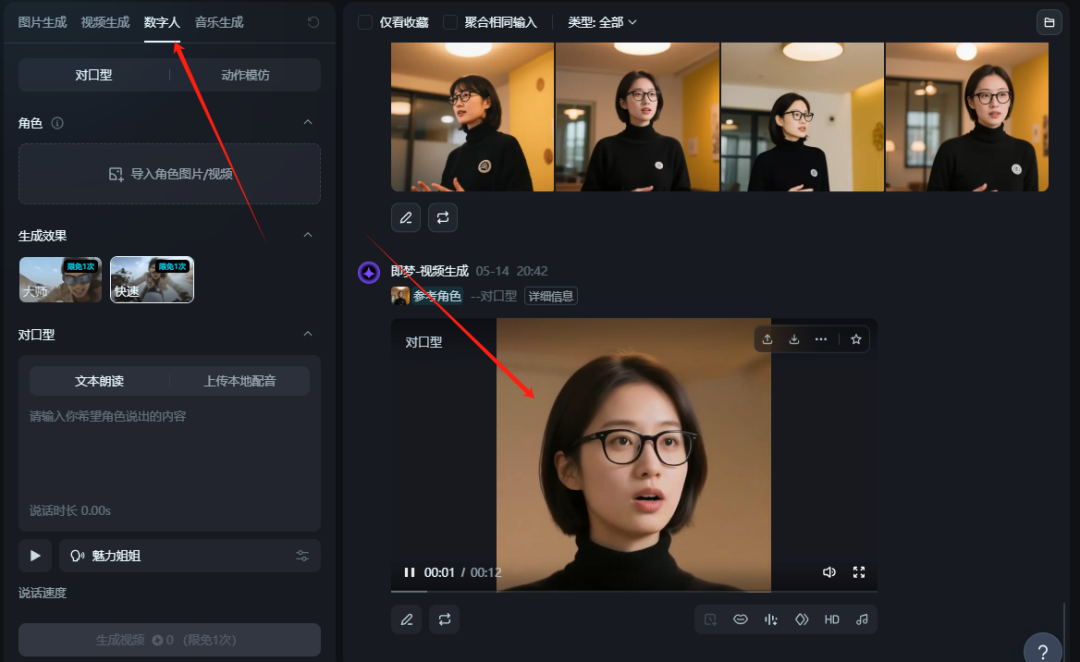 图片生成 视频生成 数字人 音乐生成
对口型 动作模仿
角色
导入角色图片/视频
生成效果
限免1次 限免1次
大师 快速
对口型
文本朗读 上传本地配音
请输入你希望角色说出的内容
说话时长 0.00s
魅力姐姐
说话速度
生成视频 0 (限免1次)
仅看收藏 聚合相同输入 类型: 全部
即梦-视频生成 05-14 20:42
参考角色 --对口型 详细信息
对口型
00:01 / 00:12
HD
?